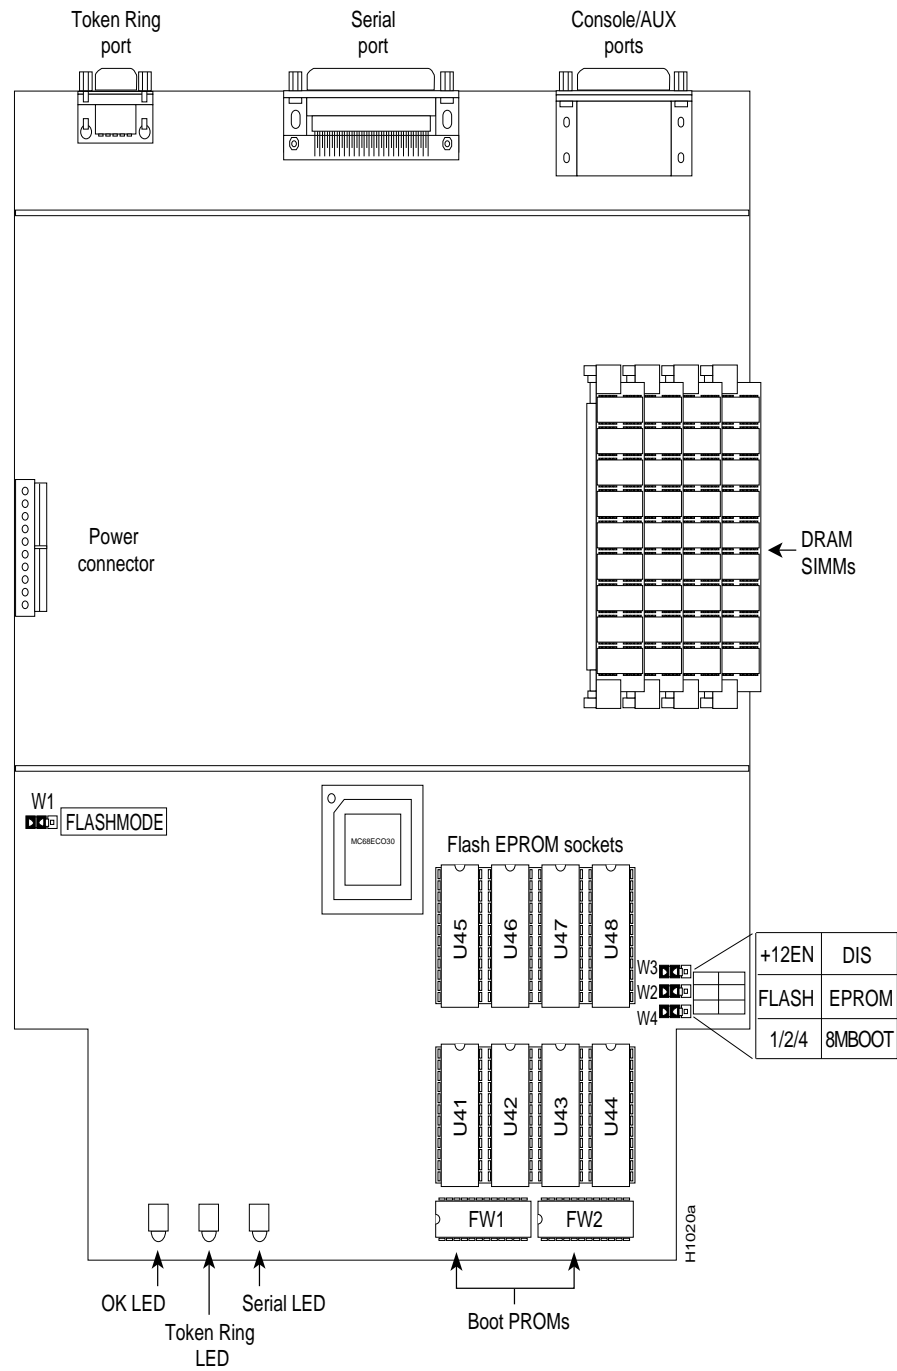 Token Ring
port
Serial
port
Console/AUX
ports
Power
connector
DRAM
SIMMs
W1
FLASHMODE
MC68ECO30
Flash EPROM sockets
U45
U46
U47
U48
W3
W2
W4
+12EN
DIS
FLASH
EPROM
1/2/4
8MBOOT
U41
U42
U43
U44
FW1
FW2
H1020a
OK LED
Token Ring
LED
Serial LED
Boot PROMs